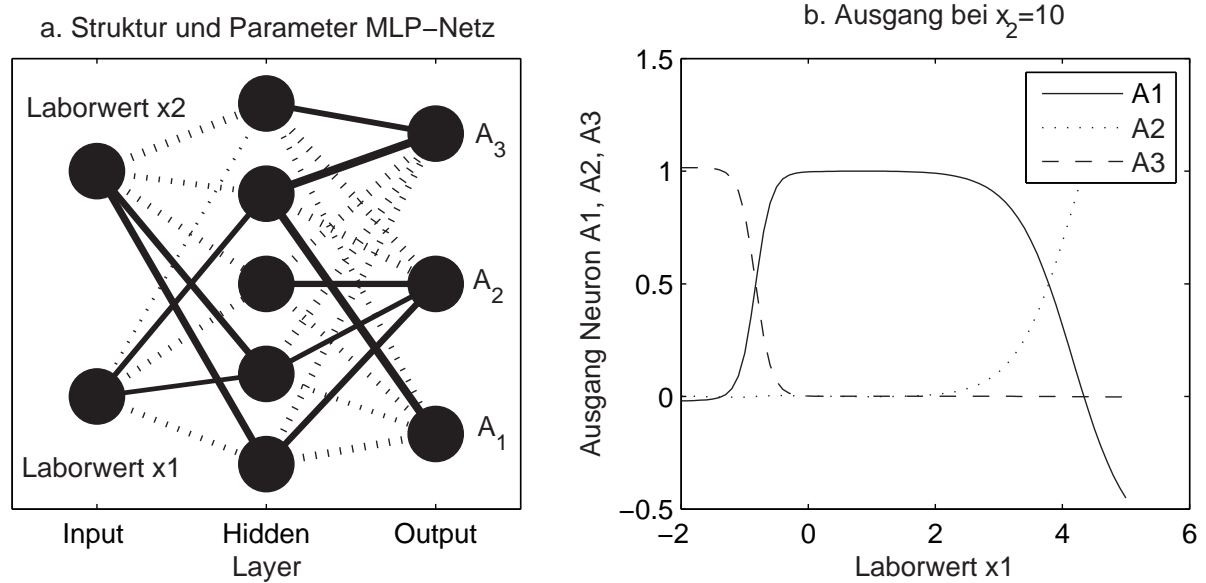 a. Struktur und Parameter MLP−Netz
Laborwert x2
Laborwert x1
A3
A2
A1
Input Hidden Output
Layer
b. Ausgang bei x2=10
Ausgang Neuron A1, A2, A3
1.5
1
0.5
0
−0.5
−2 0 2 4 6
Laborwert x1
A1
A2
A3